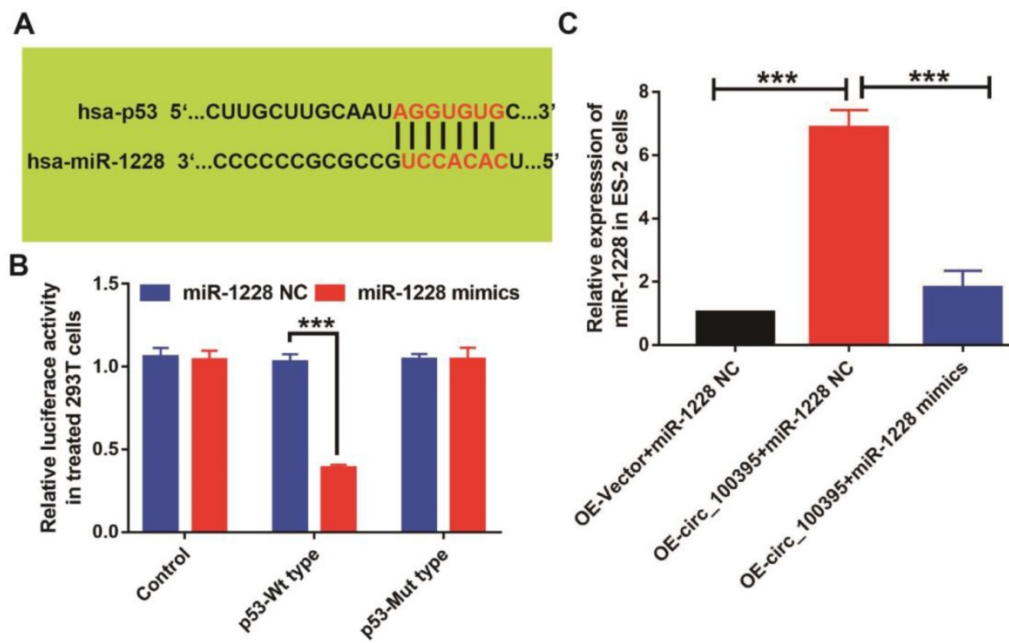 A
hsa-p53 5‘...CUUGCUUGCAAUAGGUGUGC...3’
hsa-miR-1228 3‘...CCCCCCGCGCCGUCCACACU...5’
B
Relative luciferace activity
in treated 293T cells
1.5
1.0
0.5
0.0
miR-1228 NC
miR-1228 mimics
***
Control
p53-Wt type
p53-Mut type
C
Relative expresssion of
miR-1228 in ES-2 cells
8
6
4
2
0
***
***
OE-Vector+miR-1228 NC
OE-circ_100395+miR-1228 NC
OE-circ_100395+miR-1228 mimics